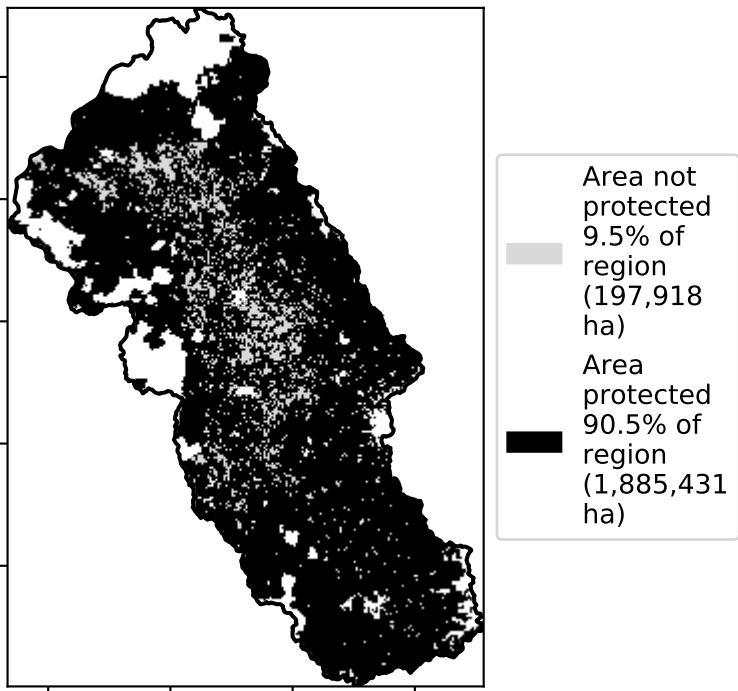 Area not
protected
9.5% of
region
(197,918
ha)
Area
protected
90.5% of
region
(1,885,431
ha)